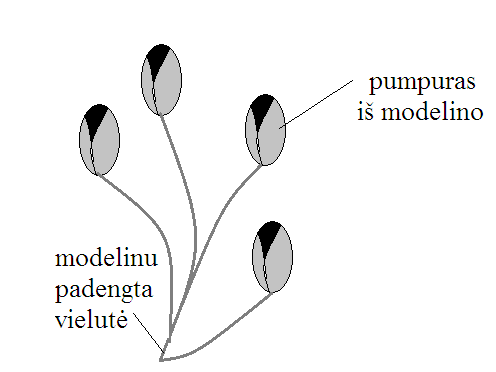 pumpuras
iš modelino
modelinu
padengta
vielutė